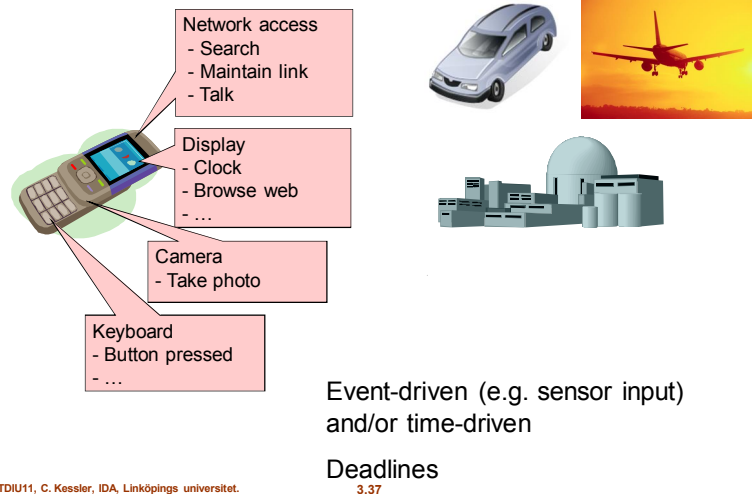 Network access
- Search
- Maintain link
- Talk
Display
- Clock
- Browse web
- ...
Camera
- Take photo
Keyboard
- Button pressed
- ...
Event-driven (e.g. sensor input)
and/or time-driven
Deadlines
TDIU11, C. Kessler, IDA, Linköpings universitet.
3.37